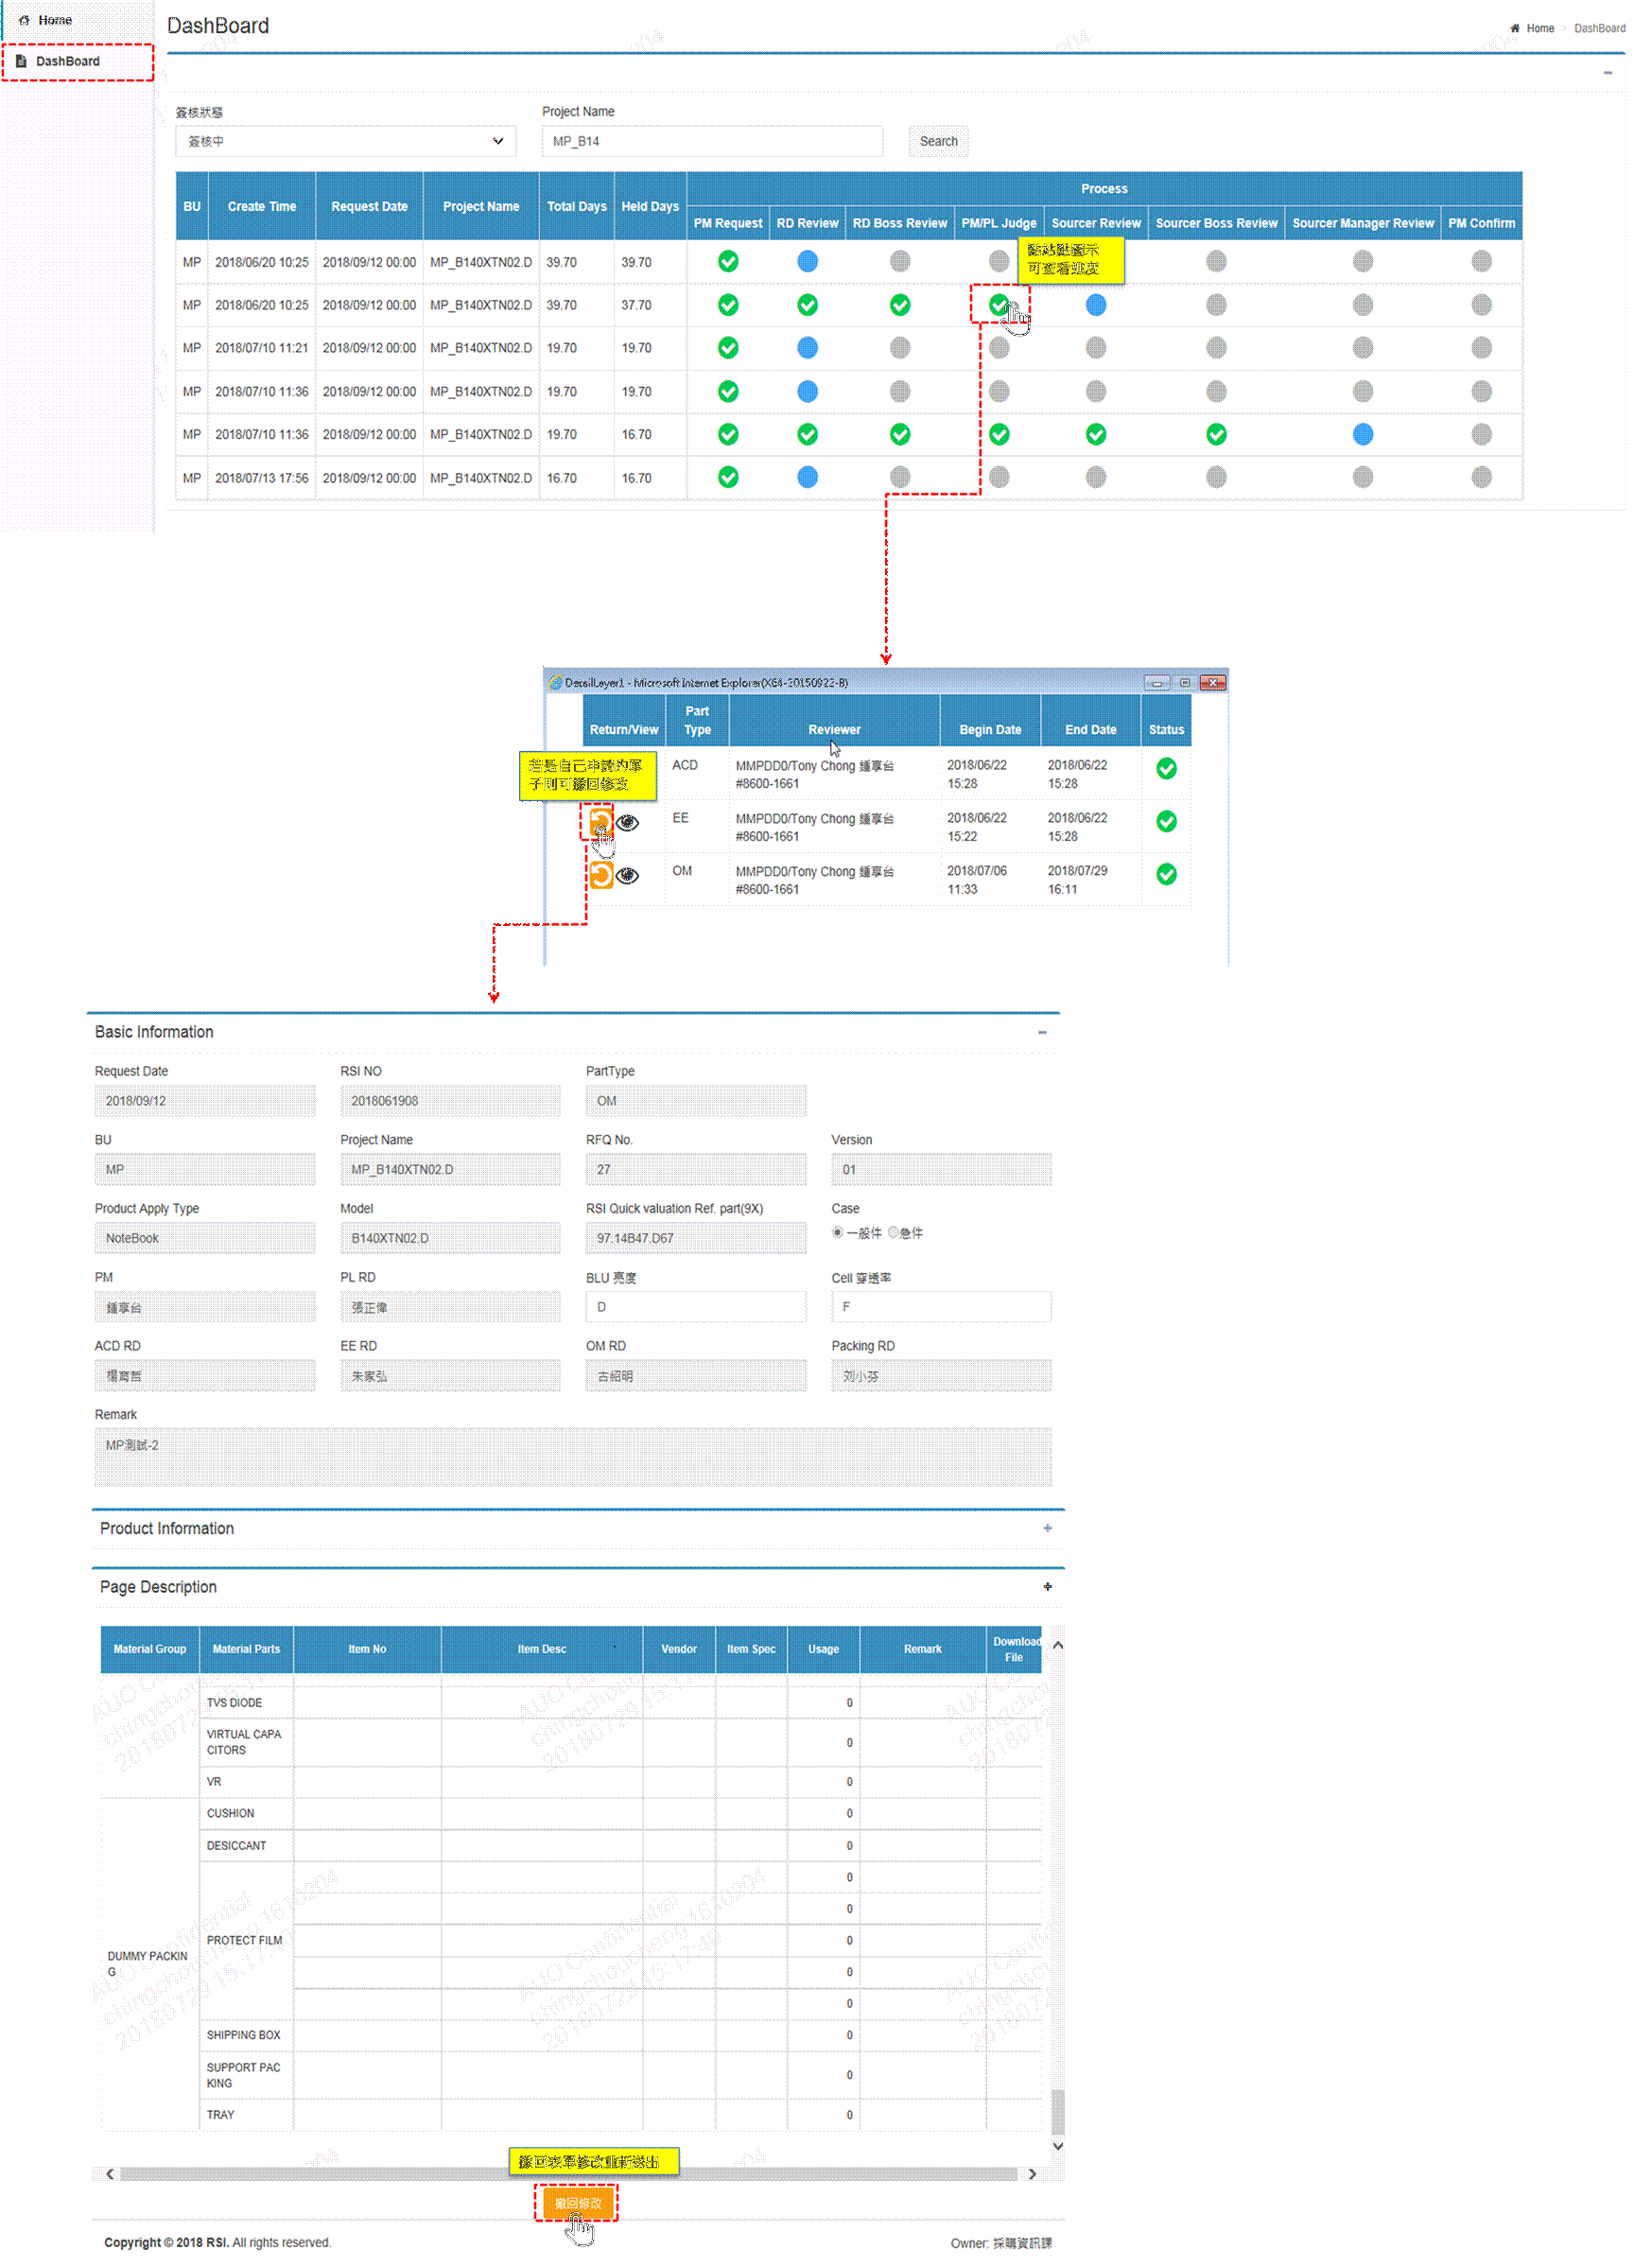 Home
DashBoard
DashBoard
Home > DashBoard
簽核狀態
Project Name
簽核中
MP_B14
Search
BU Create Time Request Date Project Name Total Days Held Days Process
PM Request RD Review RD Boss Review PM/PL Judge Sourcer Review Sourcer Boss Review Sourcer Manager Review PM Confirm
點站點圖示
可查看進度
MP 2018/06/20 10:25 2018/09/12 00:00 MP_B140XTN02.D 39.70 39.70
MP 2018/06/20 10:25 2018/09/12 00:00 MP_B140XTN02.D 39.70 37.70
MP 2018/07/10 11:21 2018/09/12 00:00 MP_B140XTN02.D 19.70 19.70
MP 2018/07/10 11:36 2018/09/12 00:00 MP_B140XTN02.D 19.70 19.70
MP 2018/07/10 11:36 2018/09/12 00:00 MP_B140XTN02.D 19.70 16.70
MP 2018/07/13 17:56 2018/09/12 00:00 MP_B140XTN02.D 16.70 16.70
DetailLayer1 - Microsoft Internet Explorer(X64-20150922-B)
Return/View Part Type Reviewer Begin Date End Date Status
若是自己申請的單
子則可撤回修改
ACD MMPDD0/Tony Chong 鍾享台 2018/06/22 2018/06/22
#8600-1661 15:28 15:28
EE MMPDD0/Tony Chong 鍾享台 2018/06/22 2018/06/22
#8600-1661 15:22 15:28
OM MMPDD0/Tony Chong 鍾享台 2018/07/06 2018/07/29
#8600-1661 11:33 16:11
Basic Information
Request Date RSI NO PartType
2018/09/12 2018061908 OM
BU Project Name RFQ No. Version
MP MP_B140XTN02.D 27 01
Product Apply Type Model RSI Quick valuation Ref. part(9X) Case
NoteBook B140XTN02.D 97.14B47.D67 一般件 急件
PM PL RD BLU 亮度 Cell 穿透率
鍾享台 張正偉 D F
ACD RD EE RD OM RD Packing RD
楊育哲 朱家弘 古紹明 刘小芬
Remark
MP測試-2
Product Information
Page Description
Material Group Material Parts Item No Item Desc Vendor Item Spec Usage Remark Download
File
TVS DIODE 0
VIRTUAL CAPA
CITORS 0
VR 0
CUSHION 0
DESICCANT 0
0
0
PROTECT FILM 0
DUMMY PACKIN
G 0
0
SHIPPING BOX 0
SUPPORT PAC
KING 0
TRAY 0
AUO Confidential
chingchoucheng 1610204
20180729 15:17:46
撤回表單修改重新送出
撤回修改
Copyright © 2018 RSI. All rights reserved.
Owner: 採購資訊課